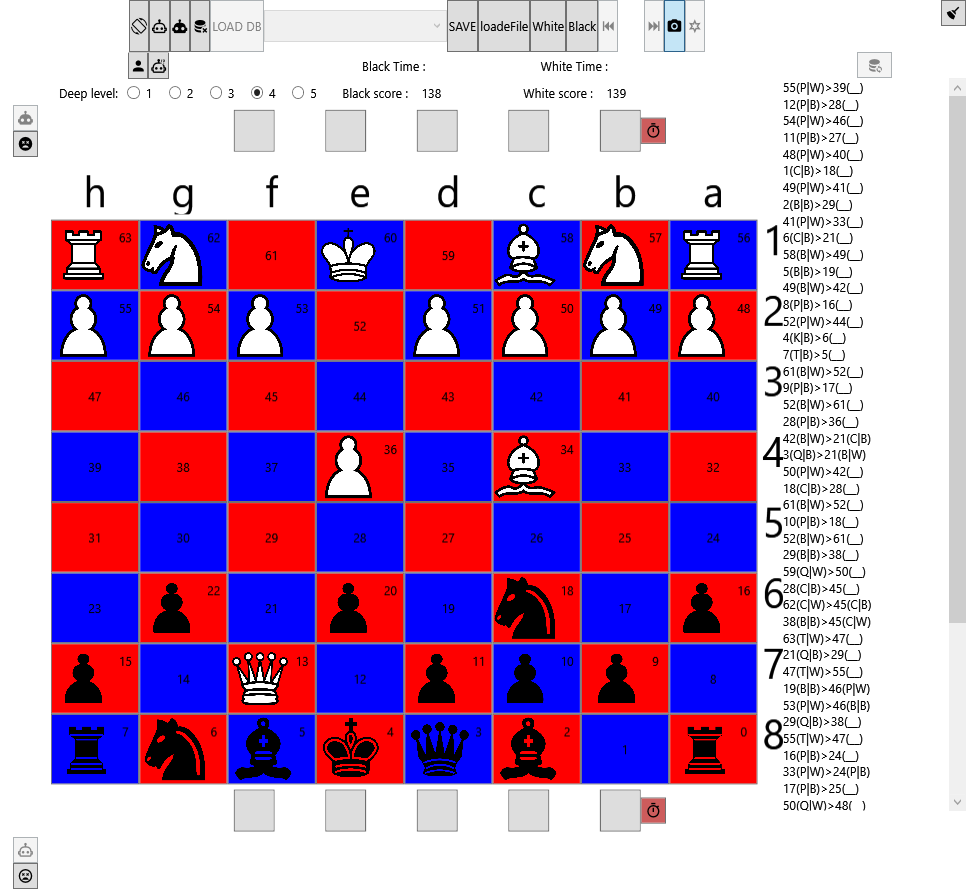 LOAD DB SAVE loadeFile White Black
Black Time : White Time :
Deep level: 1 2 3 4 5 Black score : 138 White score : 139
h g f e d c b a
63 62 61 60 59 58 57 56 1
55 54 53 52 51 50 49 48 2
47 46 45 44 43 42 41 40 3
39 38 37 36 35 34 33 32 4
31 30 29 28 27 26 25 24 5
23 22 21 20 19 18 17 16 6
15 14 13 12 11 10 9 8 7
7 6 5 4 3 2 1 0 8
55(P|W)>39(__)
12(P|B)>28(__)
54(P|W)>46(__)
11(P|B)>27(__)
48(P|W)>40(__)
1(C|B)>18(__)
49(P|W)>41(__)
2(B|B)>29(__)
41(P|W)>33(__)
6(C|B)>21(__)
58(B|W)>49(__)
5(B|B)>19(__)
49(B|W)>42(__)
8(P|B)>16(__)
52(P|W)>44(__)
4(K|B)>6(__)
7(T|B)>5(__)
61(B|W)>52(__)
9(P|B)>17(__)
52(B|W)>61(__)
28(P|B)>36(__)
42(B|W)>21(C|B)
3(Q|B)>21(B|W)
50(P|W)>42(__)
18(C|B)>28(__)
61(B|W)>52(__)
10(P|B)>18(__)
52(B|W)>61(__)
29(B|B)>38(__)
59(Q|W)>50(__)
28(C|B)>45(__)
62(C|W)>45(C|B)
38(B|B)>45(C|W)
63(T|W)>47(__)
21(Q|B)>29(__)
47(T|W)>55(__)
19(B|B)>46(P|W)
53(P|W)>46(B|B)
29(Q|B)>38(__)
55(T|W)>47(__)
16(P|B)>24(__)
33(P|W)>24(P|B)
17(P|B)>25(__)
50(Q|W)>48(__)